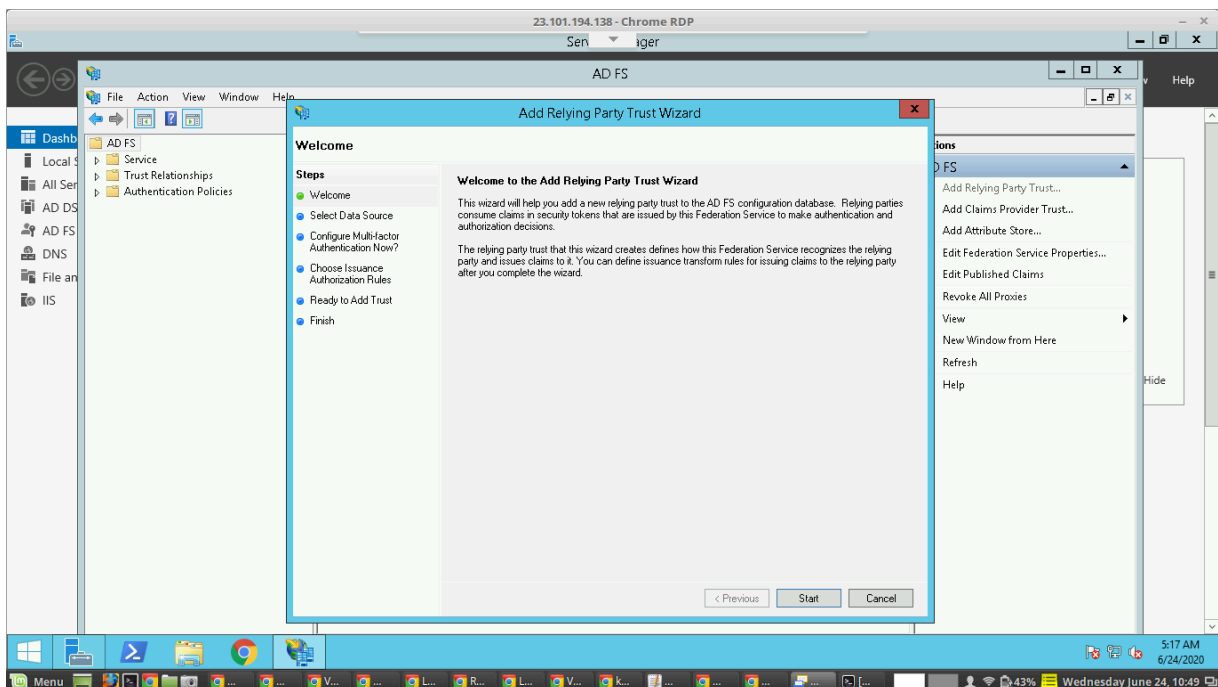 23.101.194.138 - Chrome RDP
Ser ager
AD FS
Help
File Action View Window Help
Add Relying Party Trust Wizard
Dashb
Local S
All Ser
AD DS
AD FS
DNS
File an
IIS
AD FS
Service
Trust Relationships
Authentication Policies
Welcome
Steps
Welcome
Select Data Source
Configure Multi-factor
Authentication Now?
Choose Issuance
Authorization Rules
Ready to Add Trust
Finish
Welcome to the Add Relying Party Trust Wizard
This wizard will help you add a new relying party trust to the AD FS configuration database. Relying parties
consume claims in security tokens that are issued by this Federation Service to make authentication and
authorization decisions.
The relying party trust that this wizard creates defines how this Federation Service recognizes the relying
party and issues claims to it. You can define issuance transform rules for issuing claims to the relying party
after you complete the wizard.
< Previous Start Cancel
ions
D FS
Add Relying Party Trust...
Add Claims Provider Trust...
Add Attribute Store...
Edit Federation Service Properties...
Edit Published Claims
Revoke All Proxies
View
New Window from Here
Refresh
Help
Hide
5:17 AM
6/24/2020
Menu
V...
L...
R...
L...
V...
k...
[...
43% Wednesday June 24, 10:49